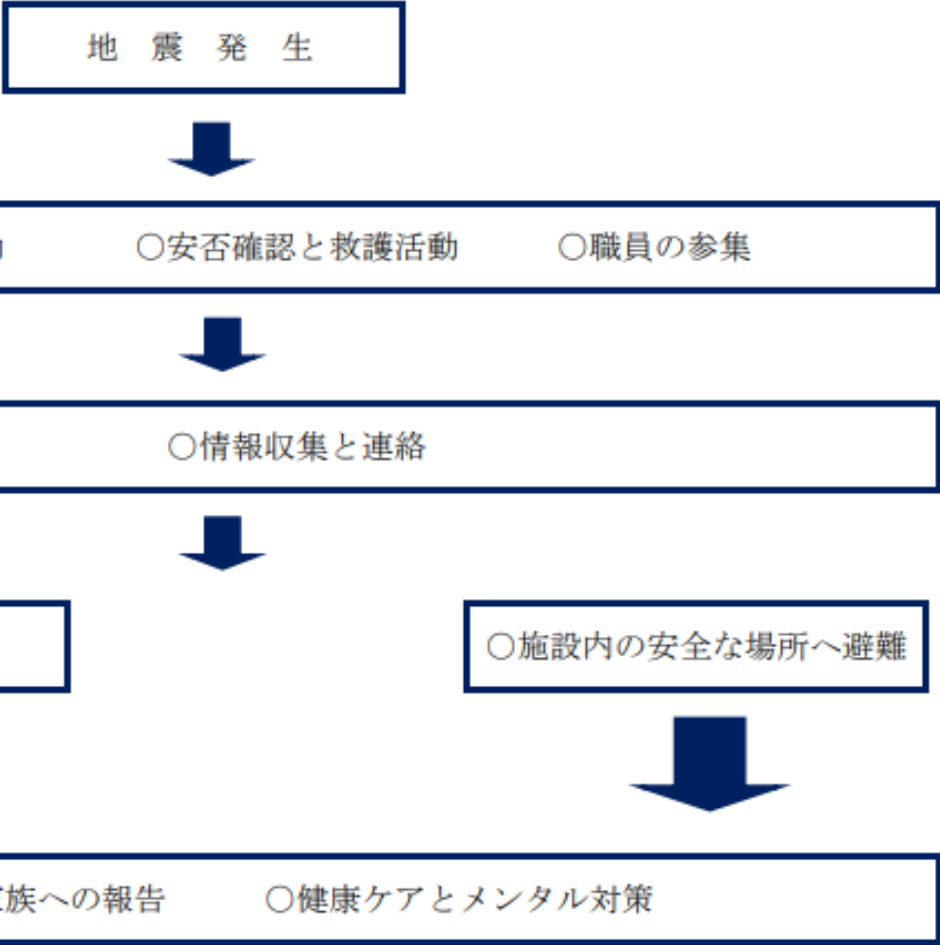 地 震 発 生
○安否確認と救護活動 ○職員の参集
○情報収集と連絡
○施設内の安全な場所へ避難
族への報告 ○健康ケアとメンタル対策